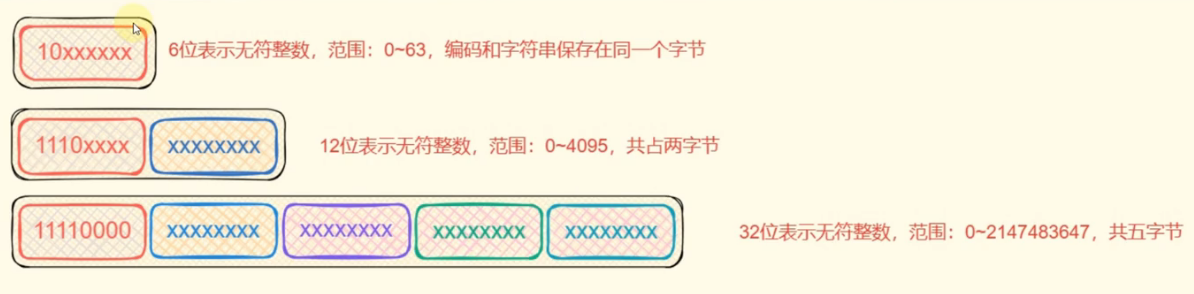 10xxxxxx 6位表示无符整数，范围：0~63，编码和字符串保存在同一个字节
1110xxxx xxxxxxxx 12位表示无符整数，范围：0~4095，共占两字节
11110000 xxxxxxxx xxxxxxxx xxxxxxxx xxxxxxxx 32位表示无符整数，范围：0~2147483647，共五字节